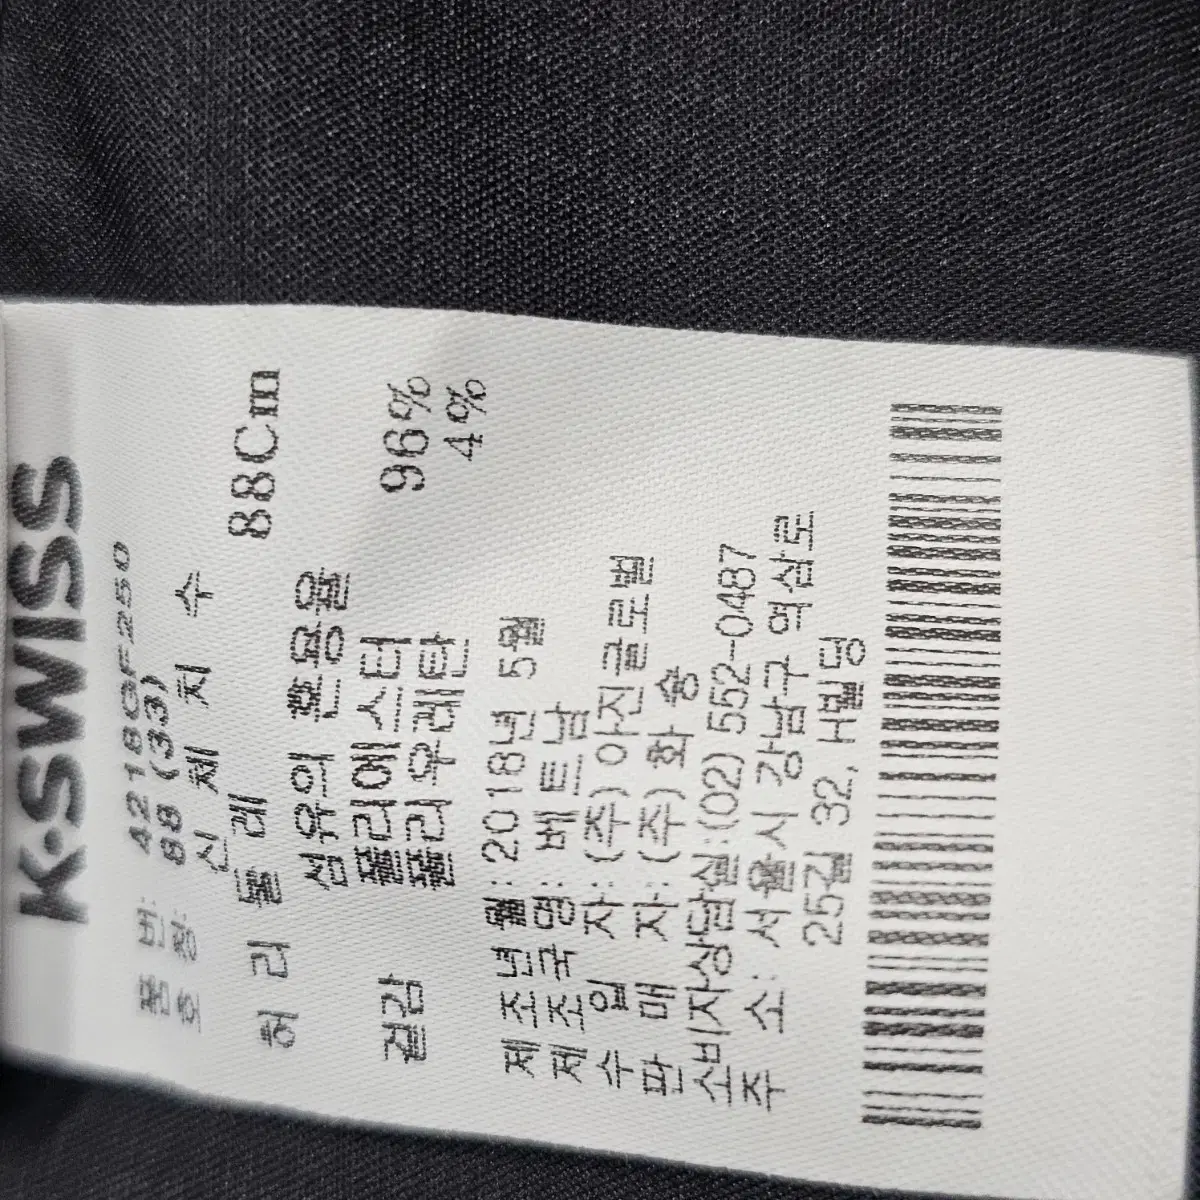 K·SWISS
품 번: 4218GF250
호 칭: 88 (33)
신 체 치 수
허 리 둘 레 88Cm
섬유의 혼용율
겉감 폴리에스터 96%
폴리우레탄 4%
제조년월: 2018년 5월
제조국명: 베트남
수 입 자: (주)아진글로벌
판 매 자: (주) 화 승
소비자상담실:(02) 552-0487
주 소: 서울시 강남구 역삼로
25길 32, H빌딩